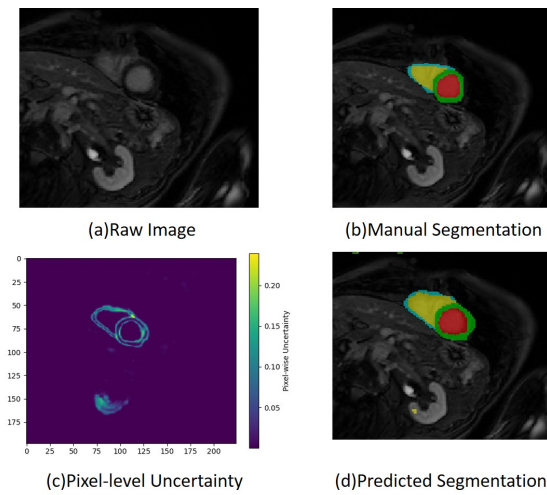 (a)Raw Image
(b)Manual Segmentation
0
25
50
75
100
125
150
175
0 25 50 75 100 125 150 175 200
0.20
0.15
0.10
0.05
Pixel-wise Uncertainty
(c)Pixel-level Uncertainty
(d)Predicted Segmentation